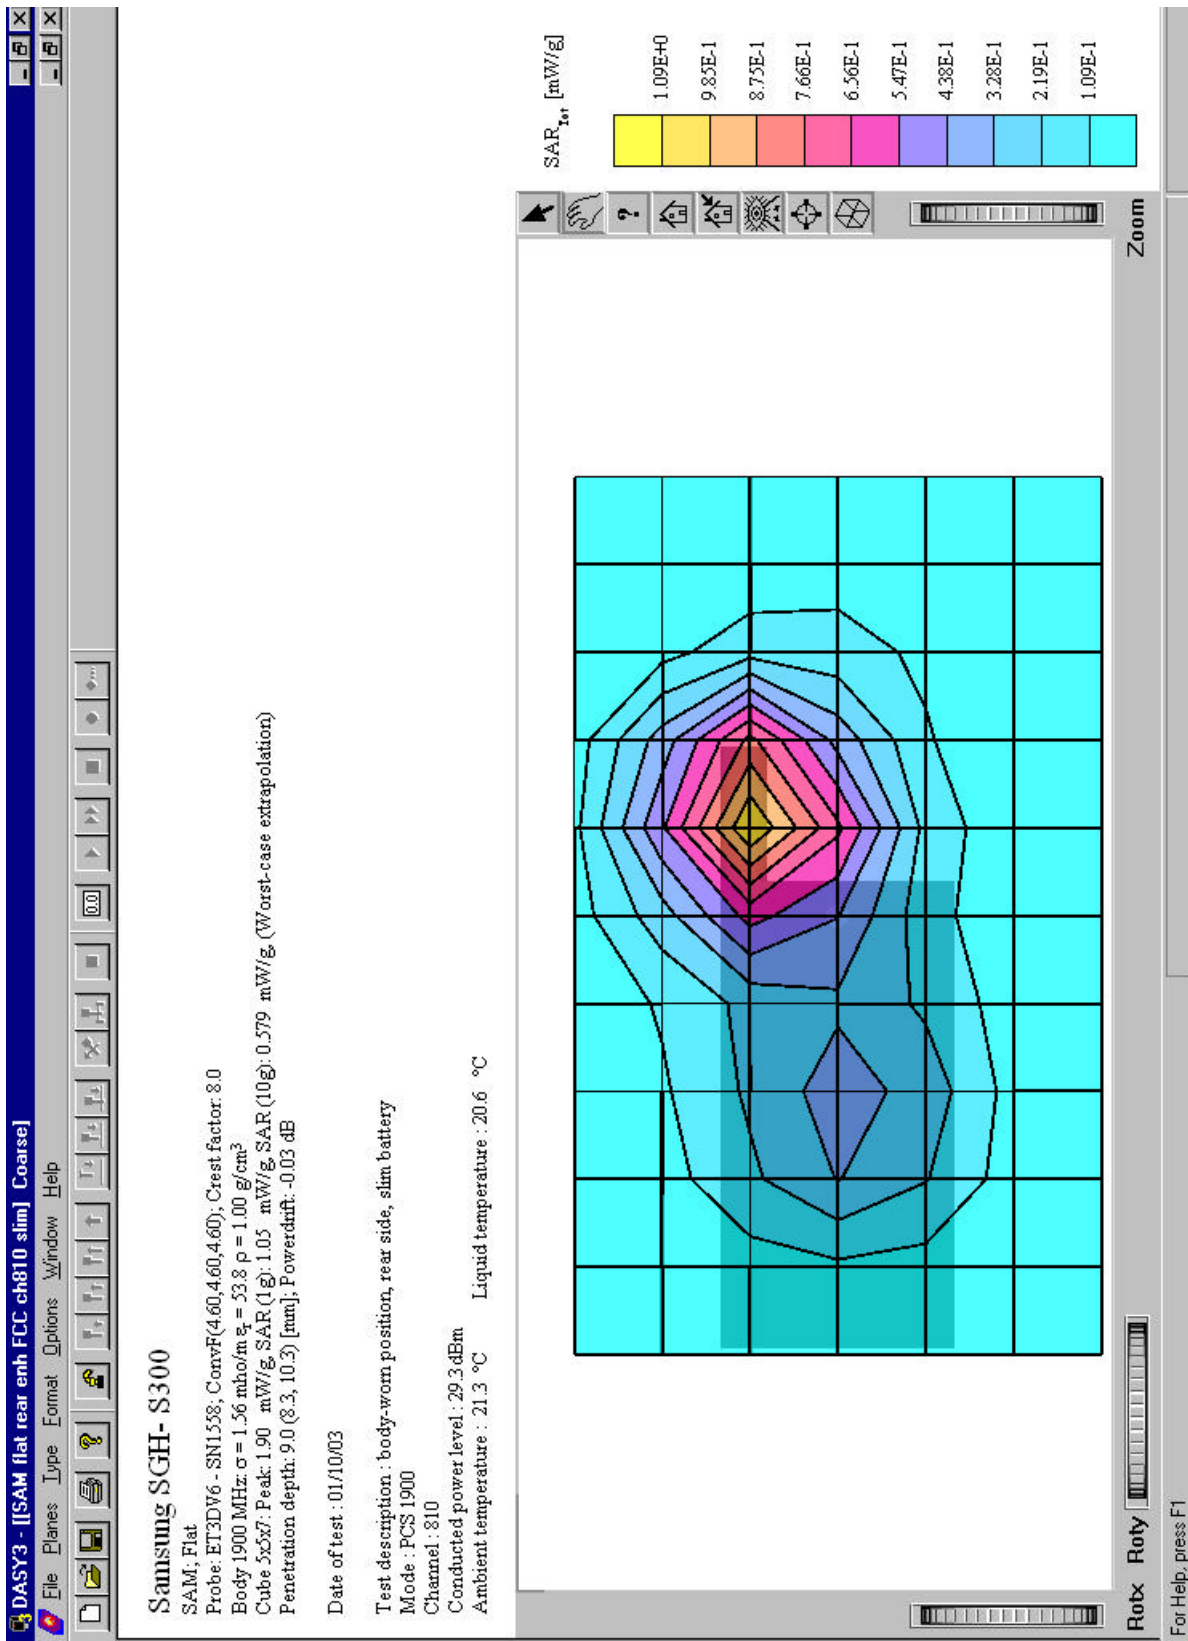 DASY3 - [[SAM flat rear enh FCC ch810 slim] Coarse]
File Planes Type Format Options Window Help
Samsung SGH- S300
SAM; Flat
Probe: ET3DV6 - SN1558; ConvF(4.60,4.60,4.60); Crest factor: 8.0
Body 1900 MHz: σ = 1.56 mho/m εr = 53.8 ρ = 1.00 g/cm³
Cube 5x5x7: Peak: 1.90 mW/g, SAR (1g): 1.05 mW/g, SAR (10g): 0.579 mW/g, (Worst-case extrapolation)
Penetration depth: 9.0 (8.3, 10.3) [mm]; Powerdrift: -0.03 dB
Date of test : 01/10/03
Test description : body-worn position, rear side, slim battery
Mode : PCS 1900
Channel : 810
Conducted power level : 29.3 dBm
Ambient temperature : 21.3 °C Liquid temperature : 20.6 °C
SAR_Tot [mW/g]
1.09E+0
9.85E-1
8.75E-1
7.66E-1
6.56E-1
5.47E-1
4.38E-1
3.28E-1
2.19E-1
1.09E-1
Rotx Roty Zoom
For Help, press F1